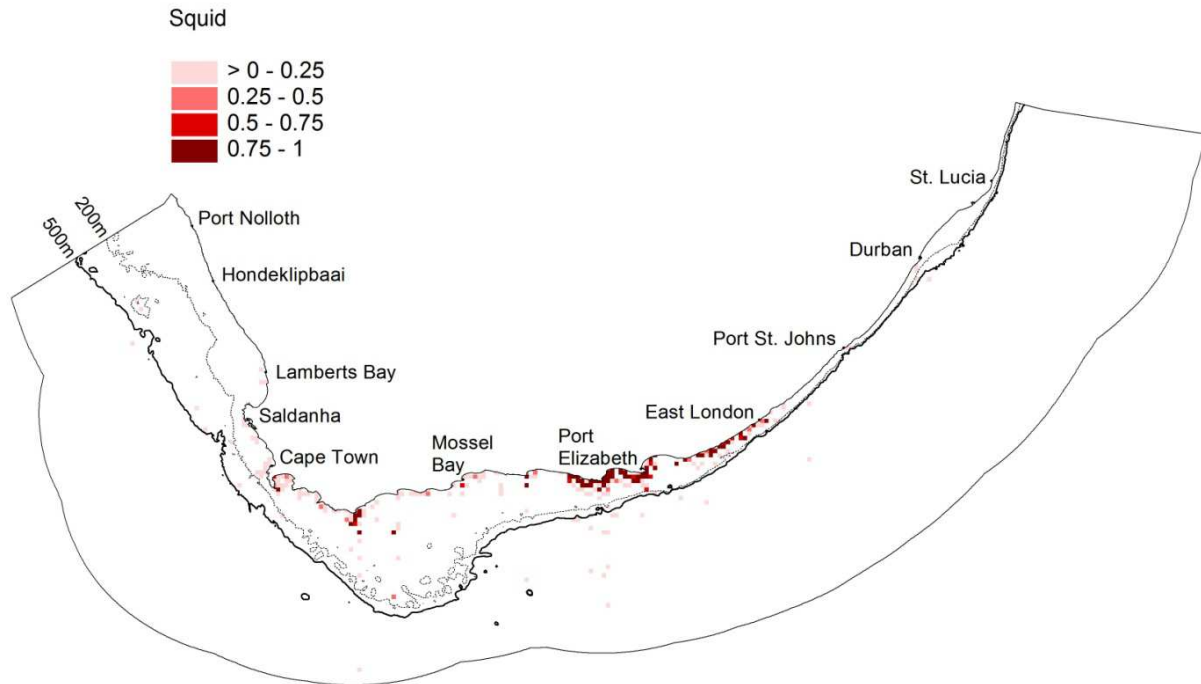 Squid
> 0 - 0.25
0.25 - 0.5
0.5 - 0.75
0.75 - 1
St. Lucia
200m
500m
Port Nolloth
Durban
Hondeklipbaai
Port St. Johns
Lamberts Bay
Saldanha
East London
Cape Town
Mossel
Bay
Port
Elizabeth